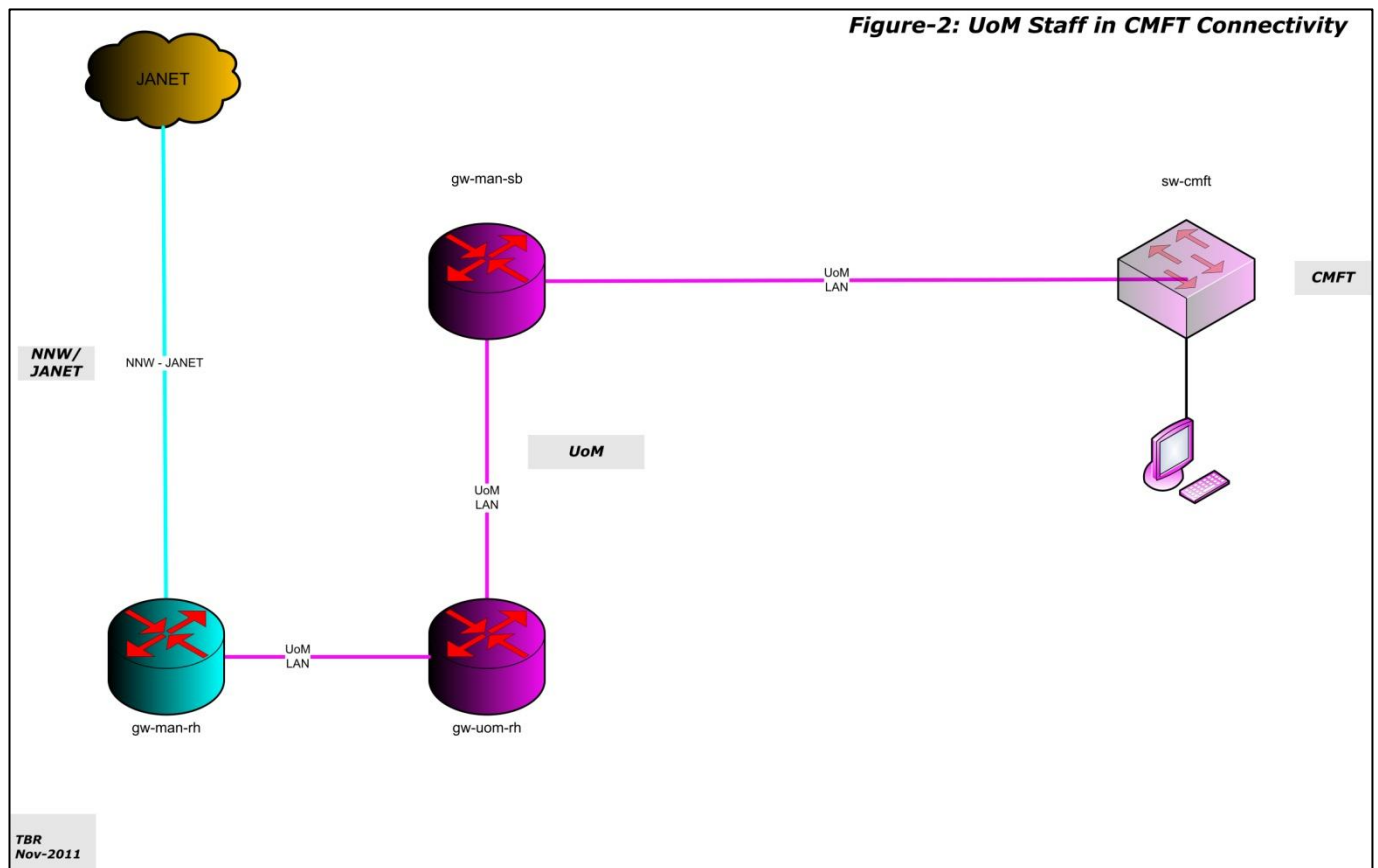 Figure-2: UoM Staff in CMFT Connectivity
JANET
gw-man-sb
sw-cmft
UoM
LAN
CMFT
NNW/
JANET
NNW - JANET
UoM
UoM
LAN
UoM
LAN
gw-man-rh
gw-uom-rh
TBR
Nov-2011